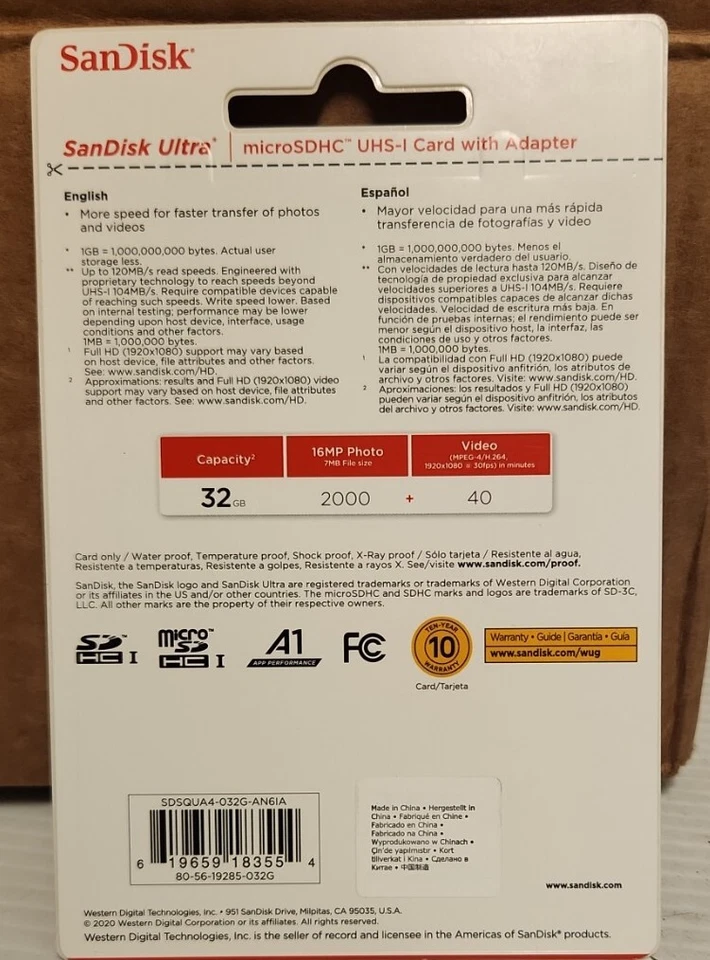 SanDisk®
SanDisk Ultra® | microSDHC™ UHS-I Card with Adapter
English
• More speed for faster transfer of photos
and videos
* 1GB = 1,000,000,000 bytes. Actual user
storage less.
** Up to 120MB/s read speeds. Engineered with
proprietary technology to reach speeds beyond
UHS-I 104MB/s. Require compatible devices capable
of reaching such speeds. Write speed lower. Based
on internal testing; performance may be lower
depending upon host device, interface, usage
conditions and other factors.
1MB = 1,000,000 bytes.
¹ Full HD (1920x1080) support may vary based
on host device, file attributes and other factors.
See: www.sandisk.com/HD.
² Approximations: results and Full HD (1920x1080) video
support may vary based on host device, file attributes
and other factors. See: www.sandisk.com/HD.
Español
• Mayor velocidad para una más rápida
transferencia de fotografías y video
* 1GB = 1,000,000,000 bytes. Menos el
almacenamiento verdadero del usuario.
** Con velocidades de lectura hasta 120MB/s. Diseño de
tecnología de propiedad exclusiva para alcanzar
velocidades superiores a UHS-I 104MB/s. Requiere
dispositivos compatibles capaces de alcanzar dichas
velocidades. Velocidad de escritura más baja. En
función de pruebas internas; el rendimiento puede ser
menor según el dispositivo host, la interfaz, las
condiciones de uso y otros factores.
1MB = 1,000,000 bytes.
¹ La compatibilidad con Full HD (1920x1080) puede
variar según el dispositivo anfitrión, los atributos de
archivo y otros factores. Visite: www.sandisk.com/HD.
² Aproximaciones: los resultados y Full HD (1920x1080)
pueden variar según el dispositivo anfitrión, los atributos
del archivo y otros factores. Visite: www.sandisk.com/HD.
Capacity²
16MP Photo
7MB File size
Video
(MPEG-4/H.264,
1920x1080 @ 30fps) in minutes
32GB 2000 + 40
Card only / Water proof, Temperature proof, Shock proof, X-Ray proof / Sólo tarjeta / Resistente al agua,
Resistente a temperaturas, Resistente a golpes, Resistente a rayos X. See/visite www.sandisk.com/proof.
SanDisk, the SanDisk logo and SanDisk Ultra are registered trademarks or trademarks of Western Digital Corporation
or its affiliates in the US and/or other countries. The microSDHC and SDHC marks and logos are trademarks of SD-3C,
LLC. All other marks are the property of their respective owners.
SD HC I
micro SD HC I
A1
APP PERFORMANCE
FC
TEN-YEAR
10
WARRANTY
Card/Tarjeta
Warranty • Guide | Garantía • Guía
www.sandisk.com/wug
SDSQUA4-032G-AN6IA
6 19659 18355 4
80-56-19285-032G
Made in China • Hergestellt in
China • Fabriqué en Chine •
Fabricado en China •
Fabricado na China •
Wyprodukowano w Chinach •
Çin'de yapılmıştır • Kort
tillverkat i Kina • Сделано в
Китае • 中国制造
www.sandisk.com
Western Digital Technologies, Inc. • 951 SanDisk Drive, Milpitas, CA 95035, U.S.A.
© 2020 Western Digital Corporation or its affiliates. All rights reserved.
Western Digital Technologies, Inc. is the seller of record and licensee in the Americas of SanDisk® products.